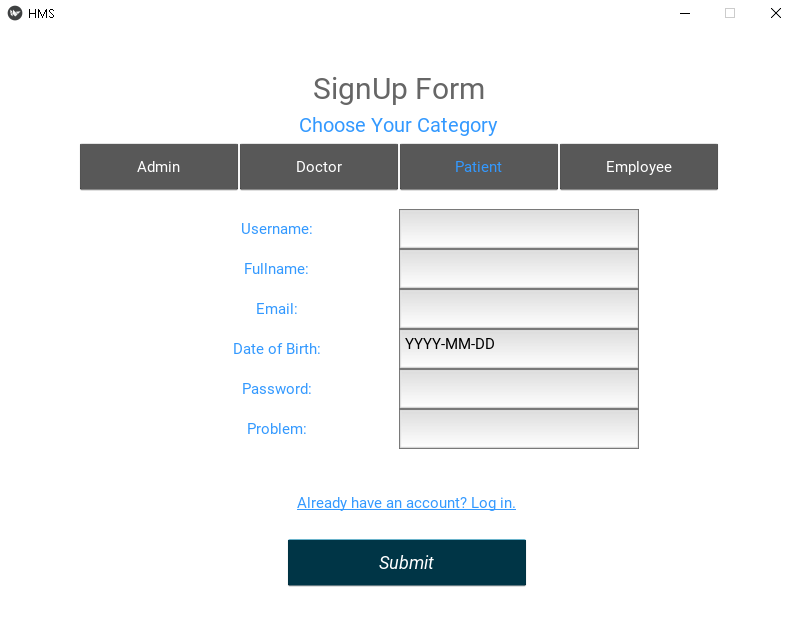 HMS
SignUp Form
Choose Your Category
Admin Doctor Patient Employee
Username:
Fullname:
Email:
Date of Birth: YYYY-MM-DD
Password:
Problem:
Already have an account? Log in.
Submit